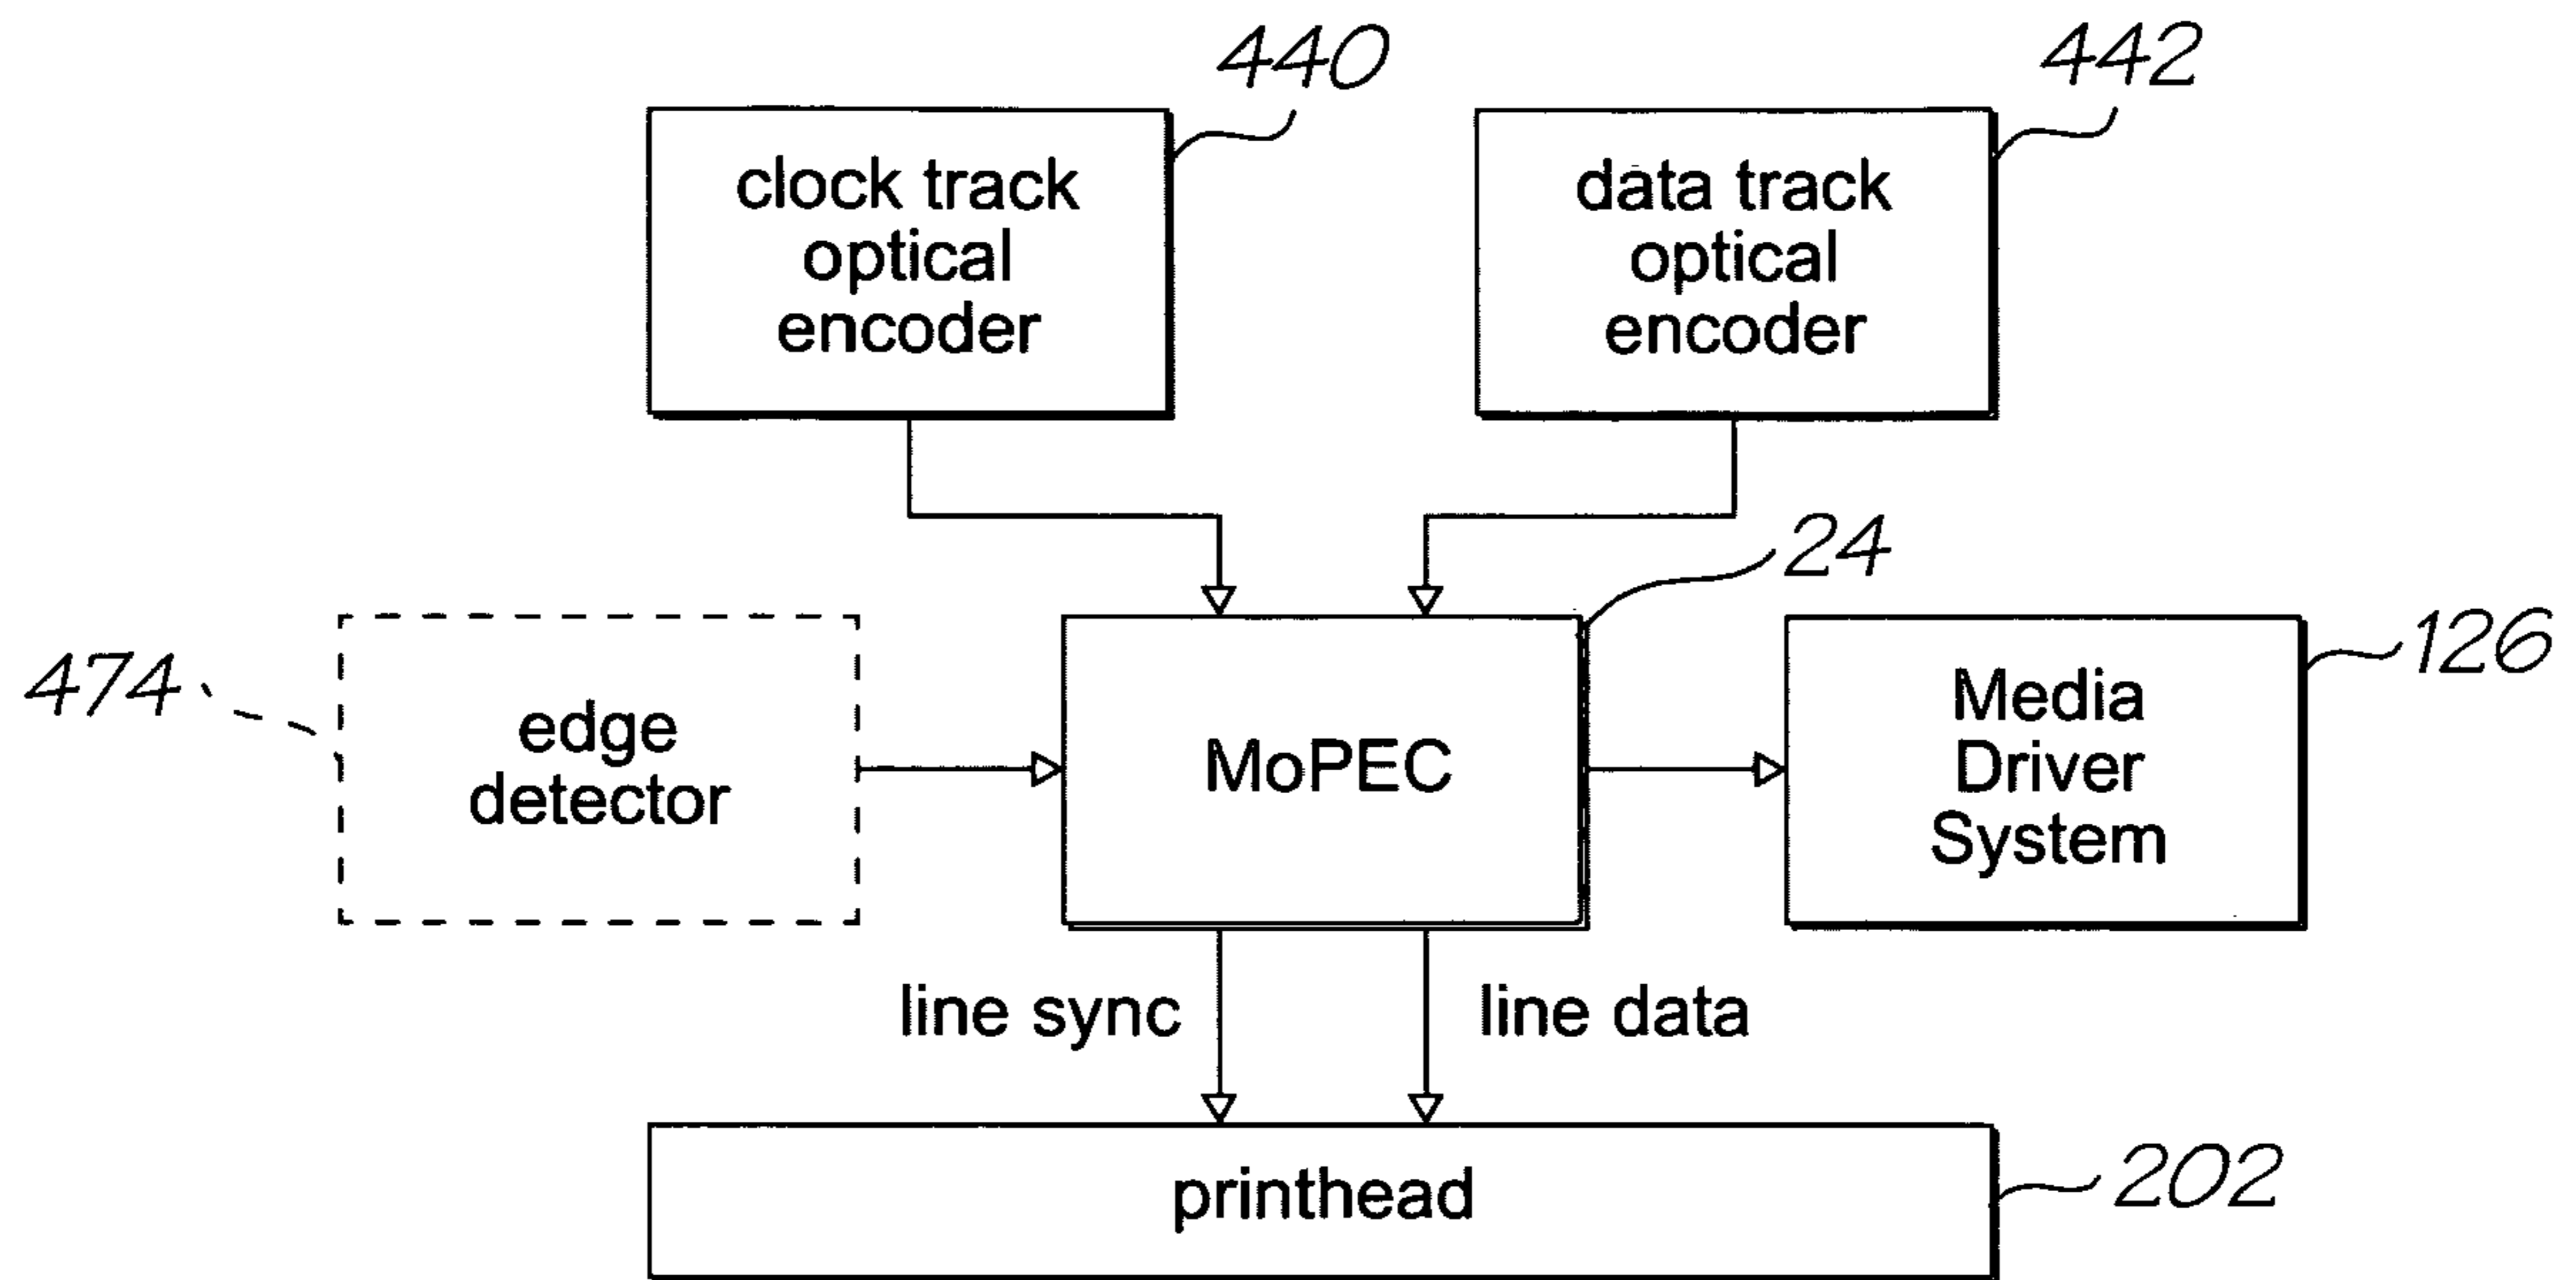 440
442
clock track
optical
encoder
data track
optical
encoder
24
126
474
edge
detector
MoPEC
Media
Driver
System
line sync
line data
printhead
202